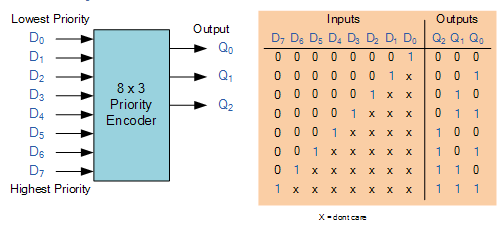 Lowest Priority
D0
D1
D2
D3
D4
D5
D6
D7
Highest Priority
8 x 3
Priority
Encoder
Output
Q0
Q1
Q2
Inputs Outputs
D7 D6 D5 D4 D3 D2 D1 D0 Q2 Q1 Q0
0 0 0 0 0 0 0 1 0 0 0
0 0 0 0 0 0 1 x 0 0 1
0 0 0 0 0 1 x x 0 1 0
0 0 0 0 1 x x x 0 1 1
0 0 0 1 x x x x 1 0 0
0 0 1 x x x x x 1 0 1
0 1 x x x x x x 1 1 0
1 x x x x x x x 1 1 1
X = dont care